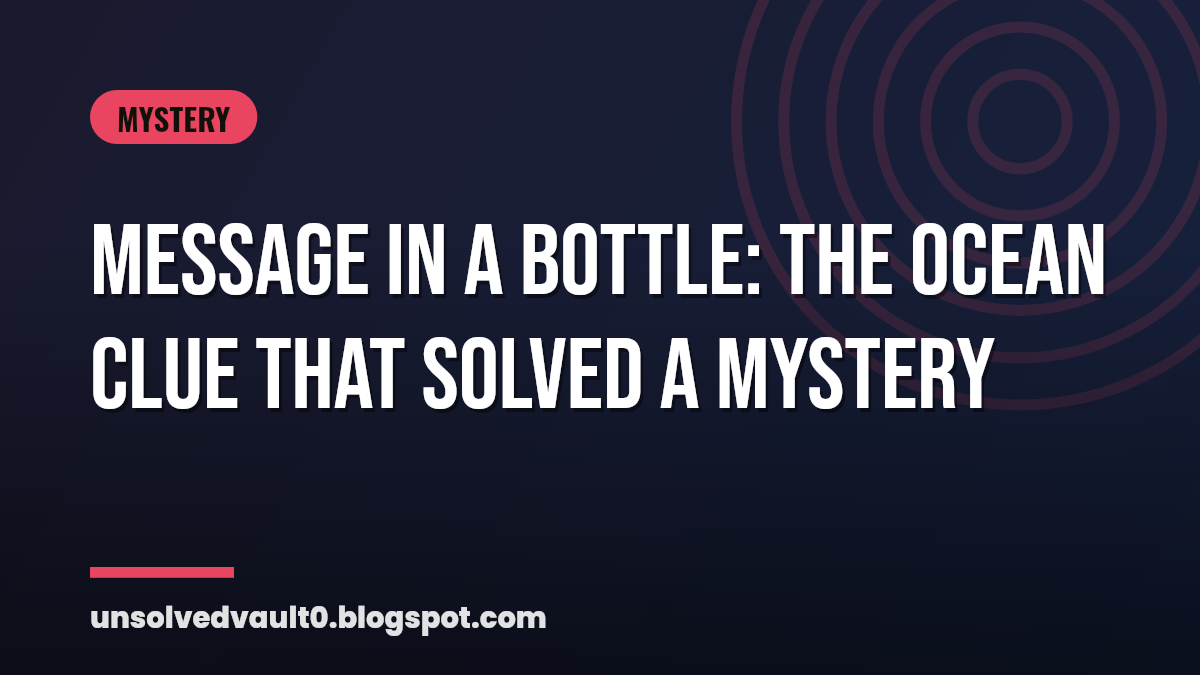 MYSTERY
MESSAGE IN A BOTTLE: THE OCEAN
CLUE THAT SOLVED A MYSTERY
unsolvedvault0.blogspot.com